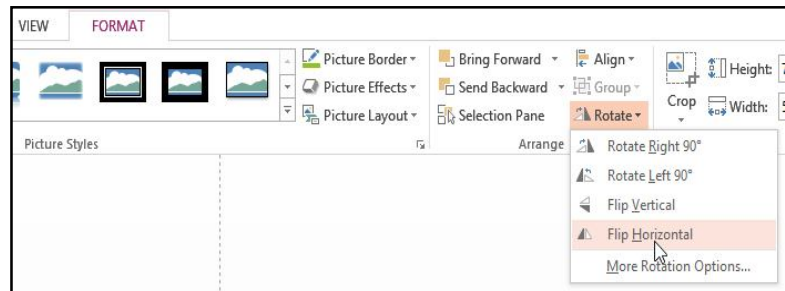 VIEW FORMAT
Picture Border
Picture Effects
Picture Layout
Bring Forward
Send Backward
Selection Pane
Align
Group
Rotate
Crop
Height:
Width:
Picture Styles
Arrange
Rotate Right 90°
Rotate Left 90°
Flip Vertical
Flip Horizontal
More Rotation Options...